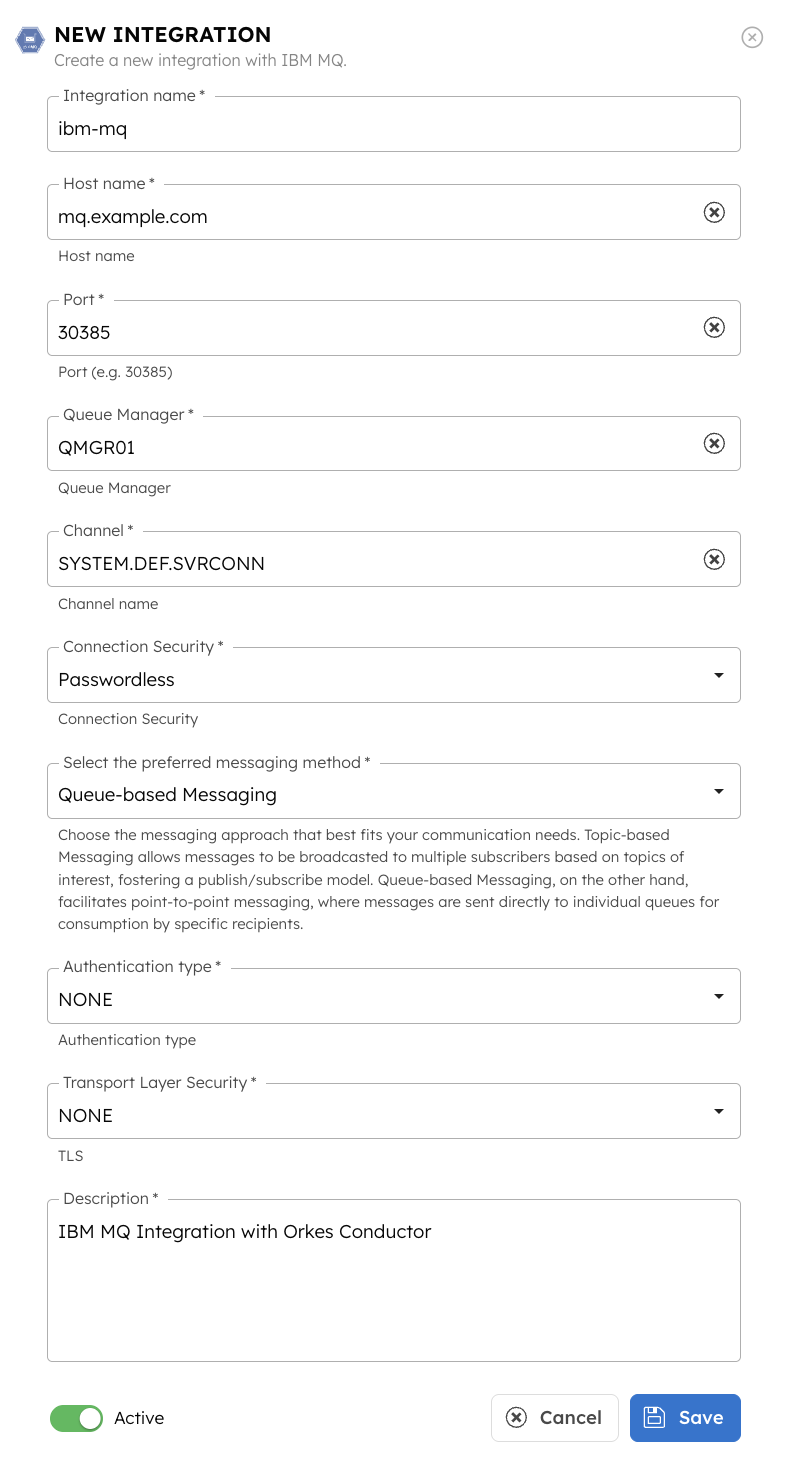 NEW INTEGRATION
Create a new integration with IBM MQ.
Integration name *
ibm-mq
Host name *
mq.example.com
Host name
Port *
30385
Port (e.g. 30385)
Queue Manager *
QMGR01
Queue Manager
Channel *
SYSTEM.DEF.SVRCONN
Channel name
Connection Security *
Passwordless
Connection Security
Select the preferred messaging method *
Queue-based Messaging
Choose the messaging approach that best fits your communication needs. Topic-based
Messaging allows messages to be broadcasted to multiple subscribers based on topics of
interest, fostering a publish/subscribe model. Queue-based Messaging, on the other hand,
facilitates point-to-point messaging, where messages are sent directly to individual queues for
consumption by specific recipients.
Authentication type *
NONE
Authentication type
Transport Layer Security *
NONE
TLS
Description *
IBM MQ Integration with Orkes Conductor
Active
Cancel
Save